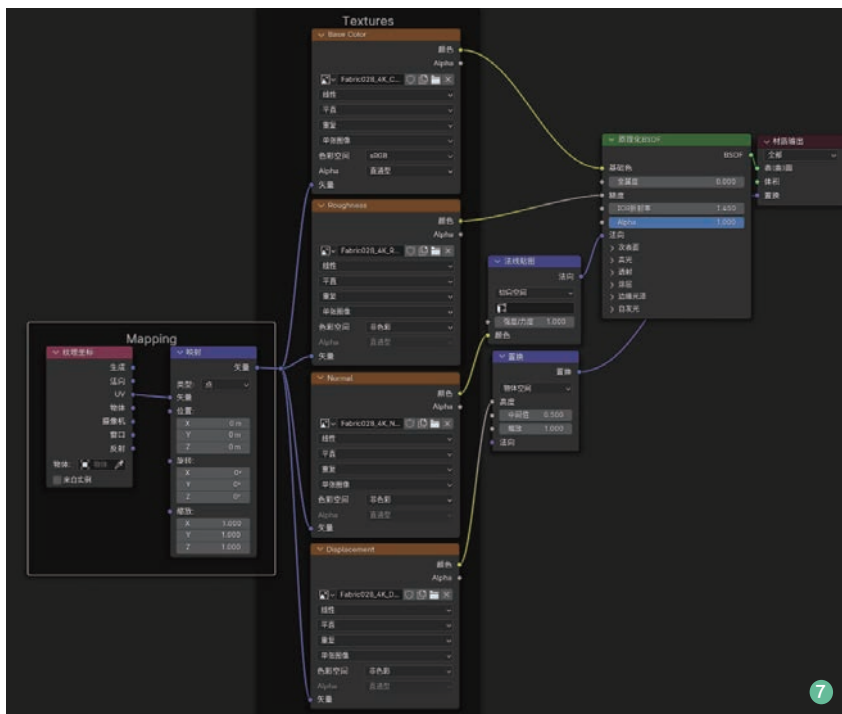 Textures
Base Color
颜色
Alpha
Fabric028_4K_C...
线性
平直
重复
单张图像
色彩空间 sRGB
Alpha 直通型
矢量
Roughness
颜色
Alpha
Fabric028_4K_R...
线性
平直
重复
单张图像
色彩空间 非色彩
Alpha 直通型
矢量
Normal
颜色
Alpha
Fabric028_4K_N...
线性
平直
重复
单张图像
色彩空间 非色彩
Alpha 直通型
矢量
Displacement
颜色
Alpha
Fabric028_4K_D...
线性
平直
重复
单张图像
色彩空间 非色彩
Alpha 直通型
矢量
Mapping
纹理坐标
生成
法向
UV
物体
摄像机
窗口
反射
物体:
来自实例
映射
矢量
类型: 点
矢量
位置:
X 0 m
Y 0 m
Z 0 m
旋转:
X 0°
Y 0°
Z 0°
缩放:
X 1.000
Y 1.000
Z 1.000
法线贴图
法向
切向空间
强度/力度 1.000
颜色
置换
置换
物体空间
高度
中间值 0.500
缩放 1.000
法向
原理化BSDF
BSDF
基础色
金属度 0.000
糙度
IOR折射率 1.450
Alpha 1.000
法向
次表面
高光
透射
涂层
边缘光泽
自发光
材质输出
全部
表(曲)面
体积
置换
7